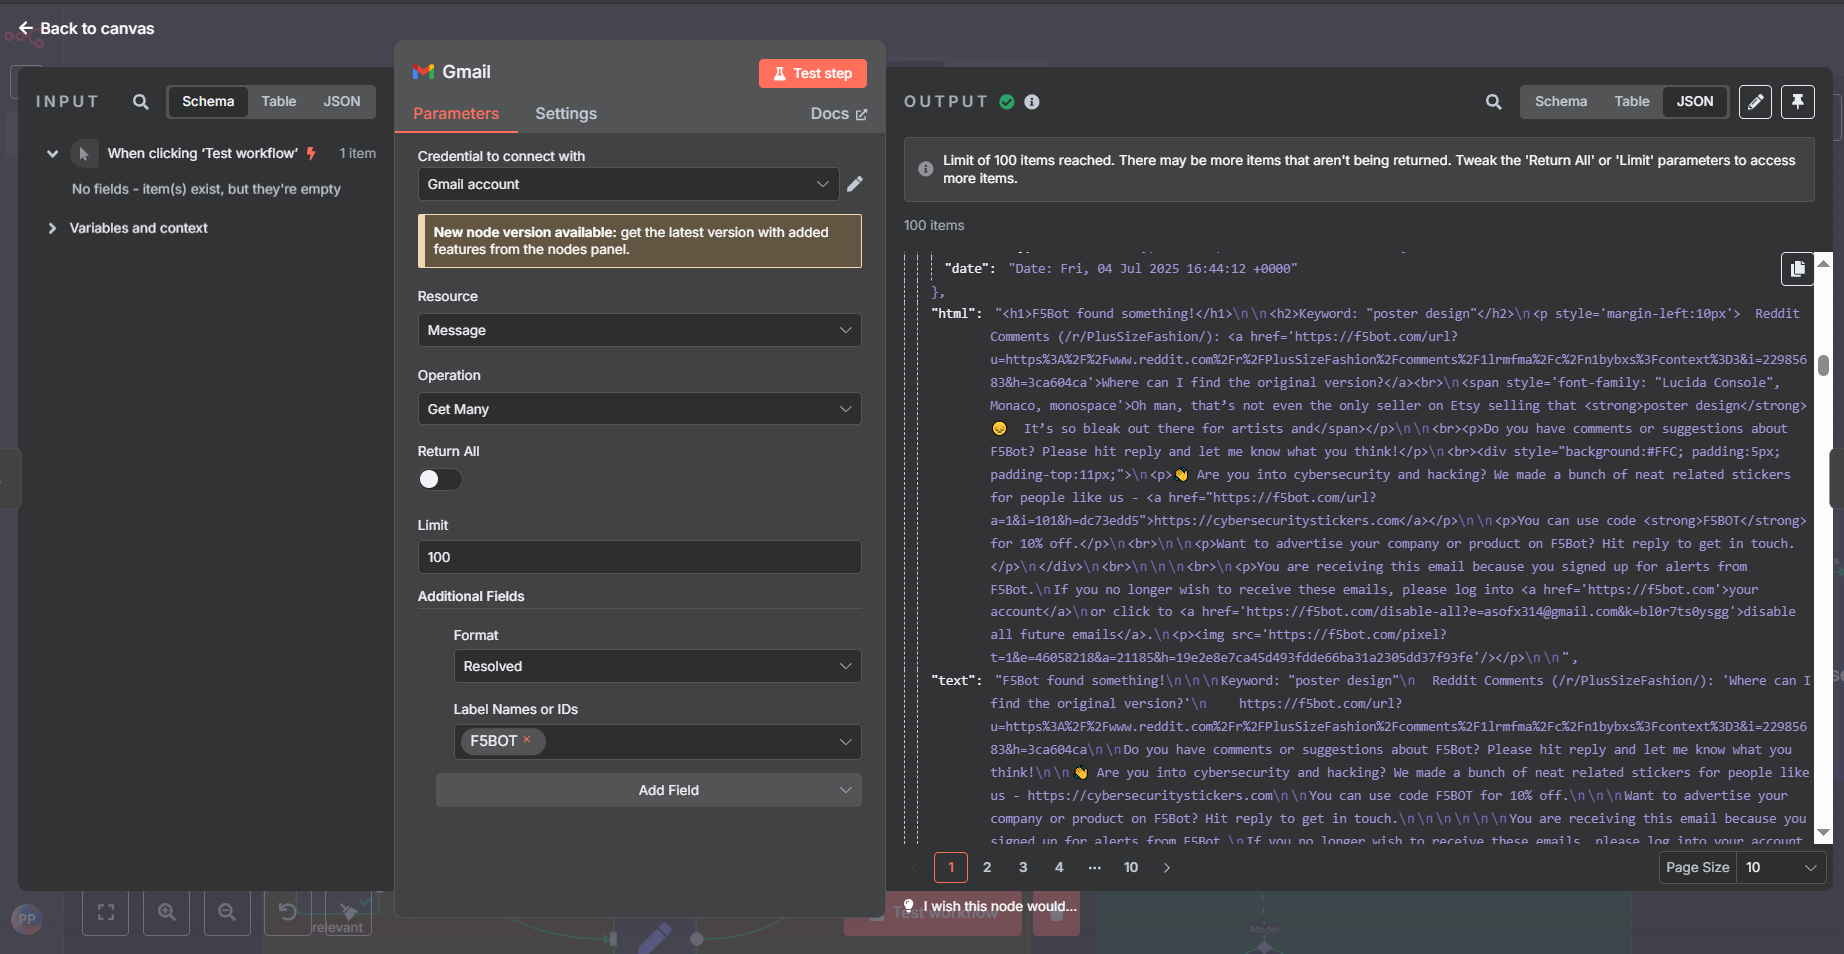 Back to canvas
INPUT
Schema
Table
JSON
When clicking ‘Test workflow’
1 item
No fields - item(s) exist, but they're empty
Variables and context
Gmail
Test step
Parameters
Settings
Docs
Credential to connect with
Gmail account
New node version available: get the latest version with added
features from the nodes panel.
Resource
Message
Operation
Get Many
Return All
Limit
100
Additional Fields
Format
Resolved
Label Names or IDs
F5BOT ×
Add Field
OUTPUT
Schema
Table
JSON
Limit of 100 items reached. There may be more items that aren't being returned. Tweak the 'Return All' or 'Limit' parameters to access
more items.
100 items
"date": "Date: Fri, 04 Jul 2025 16:44:12 +0000"
},
"html": "<h1>F5Bot found something!</h1>\n\n<h2>Keyword: "poster design"</h2>\n<p style='margin-left:10px'>  Reddit
Comments (/r/PlusSizeFashion/): <a href='https://f5bot.com/url?
u=https%3A%2F%2Fwww.reddit.com%2Fr%2FPlusSizeFashion%2Fcomments%2F1lrmfma%2Fc%2Fn1bybxs%3Fcontext%3D3&i=229856
83&h=3ca604ca'>Where can I find the original version?</a><br>\n<span style='font-family: "Lucida Console",
Monaco, monospace'>Oh man, that’s not even the only seller on Etsy selling that <strong>poster design</strong>
😞  It’s so bleak out there for artists and</span></p>\n\n<br><p>Do you have comments or suggestions about
F5Bot? Please hit reply and let me know what you think!</p>\n<br><div style="background:#FFC; padding:5px;
padding-top:11px;">\n<p>👋 Are you into cybersecurity and hacking? We made a bunch of neat related stickers
for people like us - <a href="https://f5bot.com/url?
a=1&i=101&h=dc73edd5">https://cybersecuritystickers.com</a></p>\n\n<p>You can use code <strong>F5BOT</strong>
for 10% off.</p>\n<br>\n\n<p>Want to advertise your company or product on F5Bot? Hit reply to get in touch.
</p>\n</div>\n<br>\n\n\n<br>\n<p>You are receiving this email because you signed up for alerts from
F5Bot.\nIf you no longer wish to receive these emails, please log into <a href='https://f5bot.com'>your
account</a>\nor click to <a href='https://f5bot.com/disable-all?e=asofx314@gmail.com&k=bl0r7ts0ysgg'>disable
all future emails</a>.\n<p><img src='https://f5bot.com/pixel?
t=1&e=46058218&a=21185&h=19e2e8e7ca45d493fdde66ba31a2305dd37f93fe'/></p>\n\n",
"text": "F5Bot found something!\n\n\nKeyword: "poster design"\n  Reddit Comments (/r/PlusSizeFashion/): 'Where can I
find the original version?'\n    https://f5bot.com/url?
u=https%3A%2F%2Fwww.reddit.com%2Fr%2FPlusSizeFashion%2Fcomments%2F1lrmfma%2Fc%2Fn1bybxs%3Fcontext%3D3&i=229856
83&h=3ca604ca\n\nDo you have comments or suggestions about F5Bot? Please hit reply and let me know what you
think!\n\n👋 Are you into cybersecurity and hacking? We made a bunch of neat related stickers for people like
us - https://cybersecuritystickers.com\n\nYou can use code F5BOT for 10% off.\n\n\nWant to advertise your
company or product on F5Bot? Hit reply to get in touch.\n\n\n\n\n\nYou are receiving this email because you
signed up for alerts from F5Bot.\nIf you no longer wish to receive these emails, please log into your account
1
2
3
4
...
10
Page Size
10
I wish this node would...
Test workflow
PP
relevant
Model